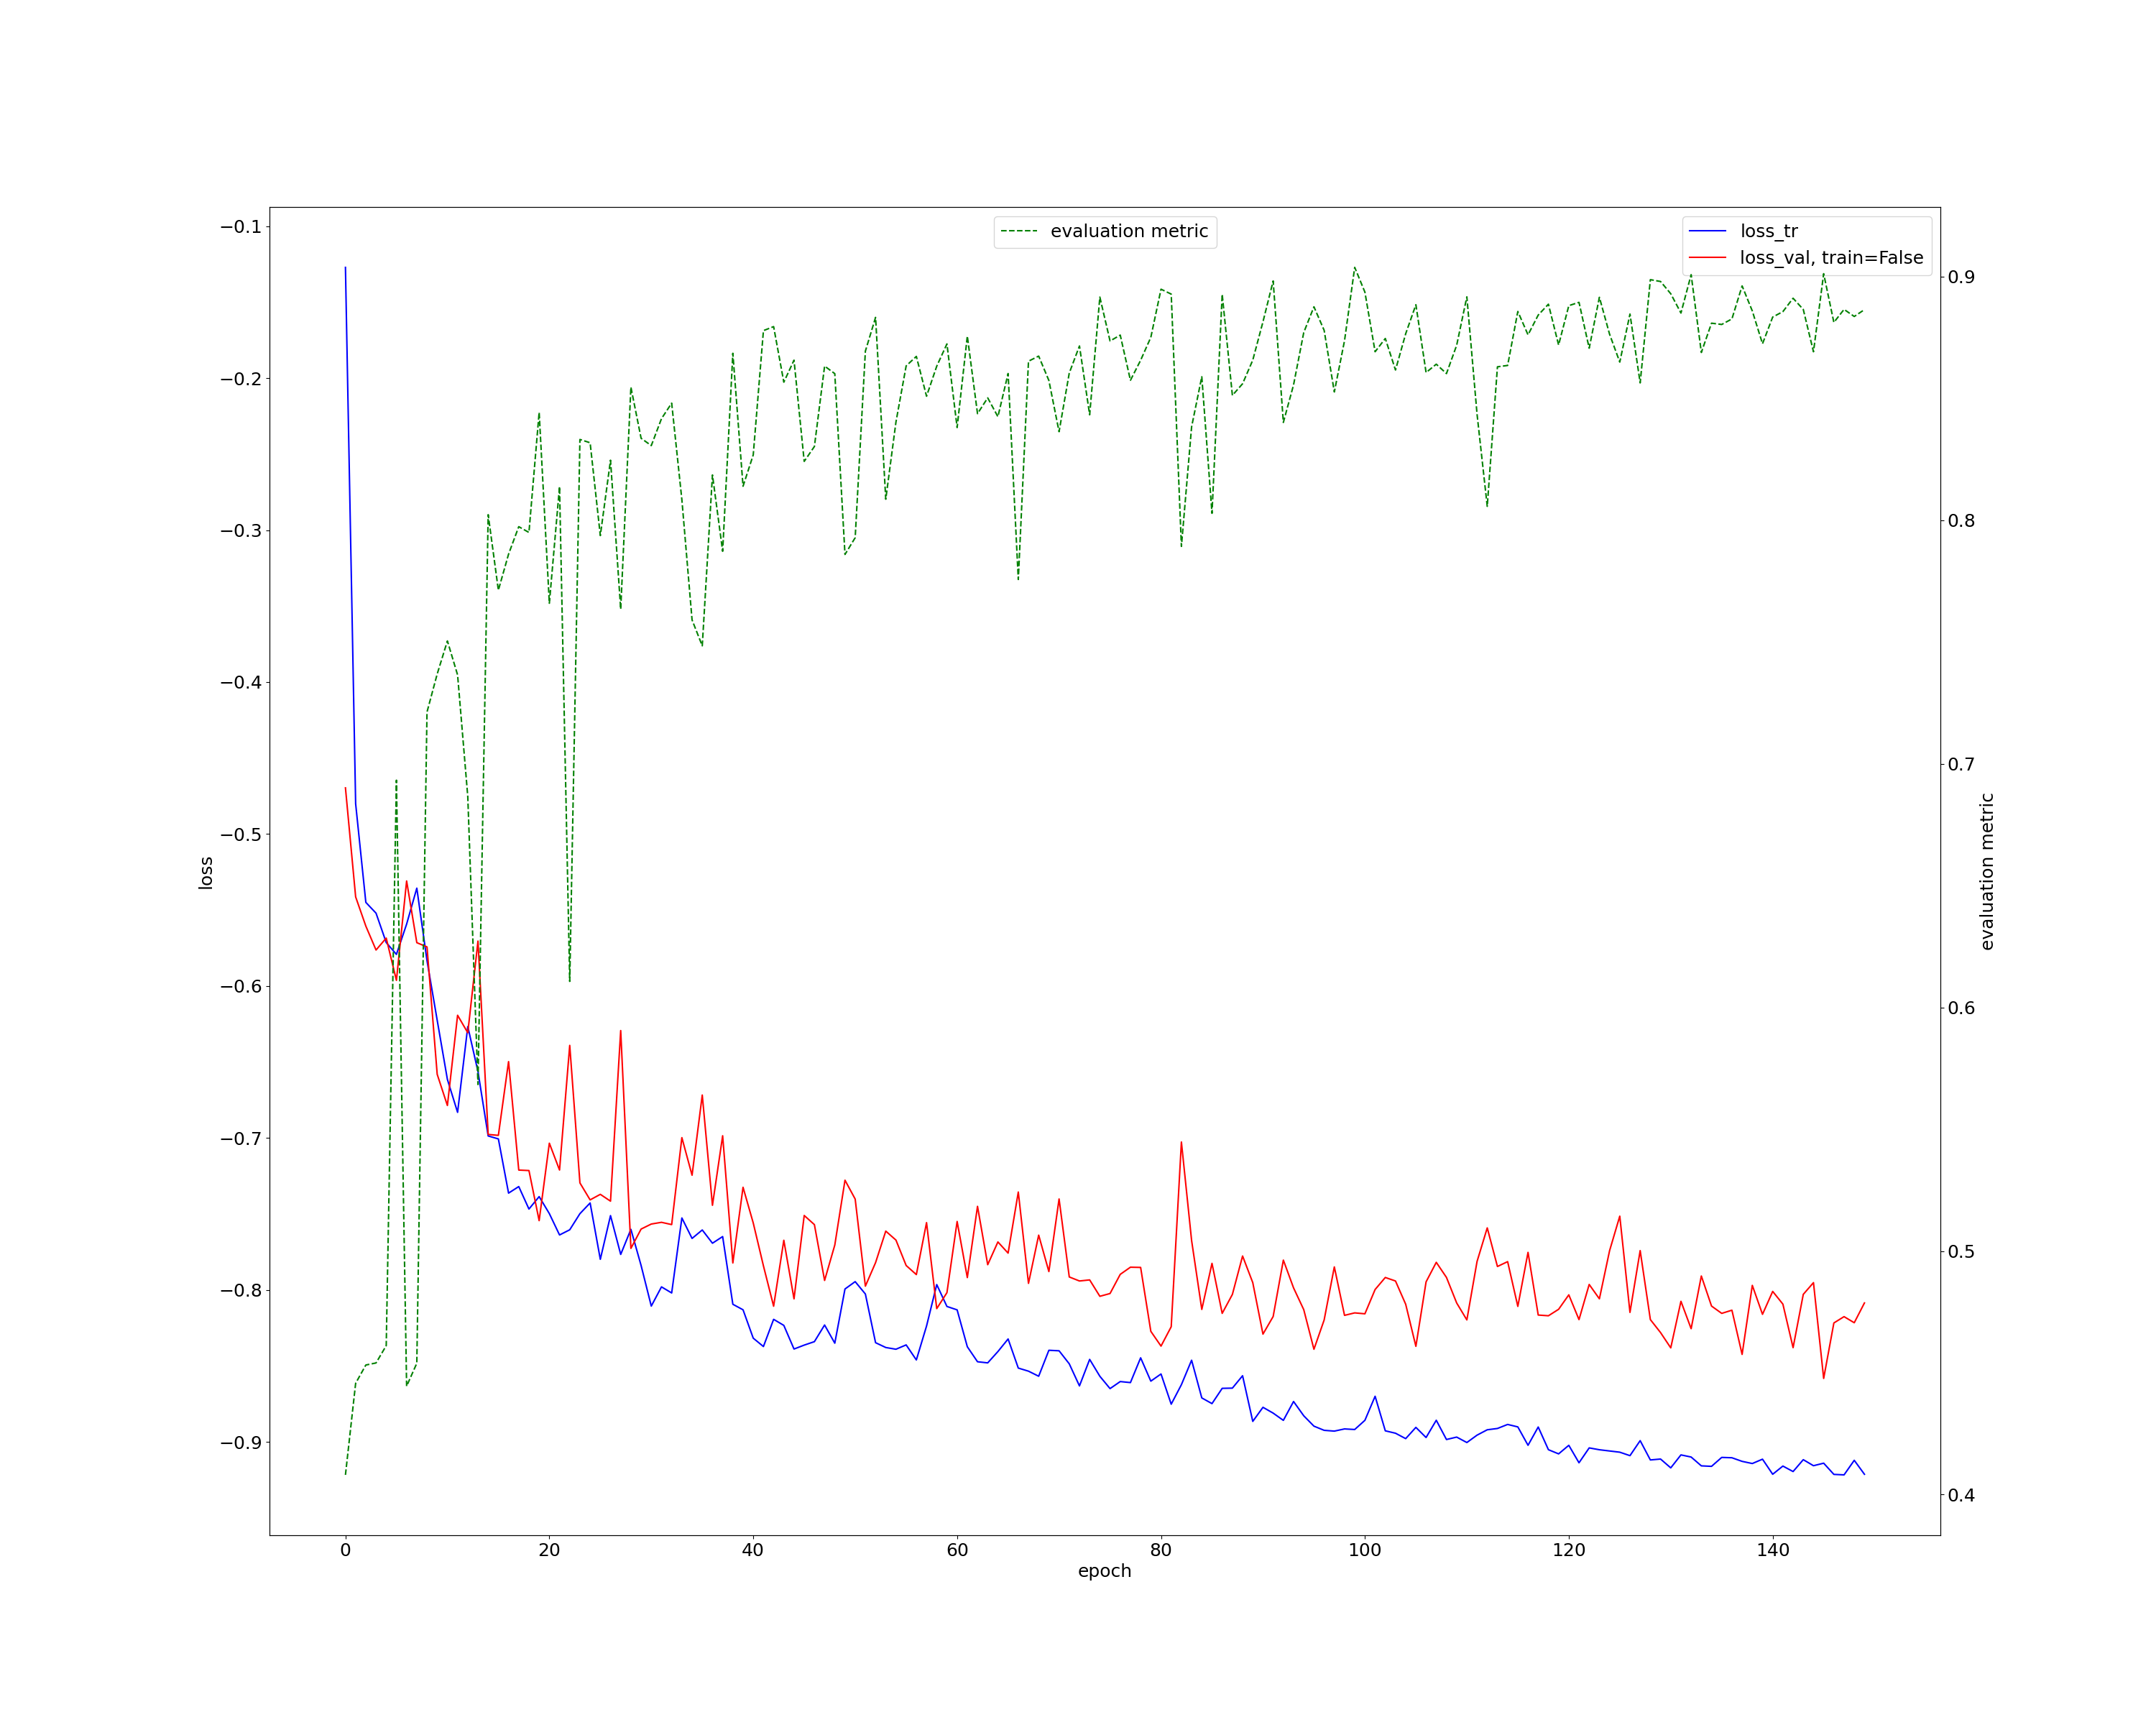 evaluation metric
loss_tr
loss_val, train=False
−0.1
−0.2
−0.3
−0.4
−0.5
−0.6
−0.7
−0.8
−0.9
loss
0.9
0.8
0.7
0.6
0.5
0.4
evaluation metric
0 20 40 60 80 100 120 140
epoch